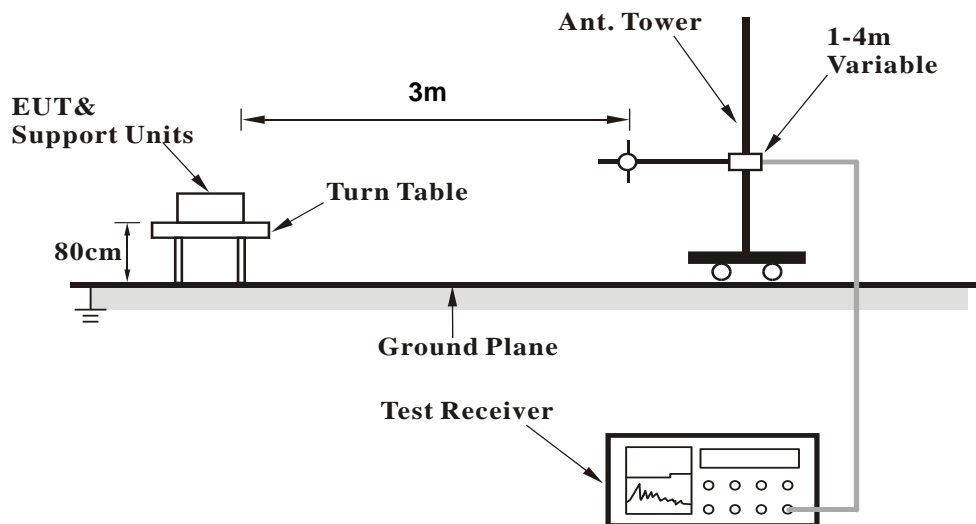 Ant. Tower
1-4m
Variable
3m
EUT&
Support Units
Turn Table
80cm
Ground Plane
Test Receiver